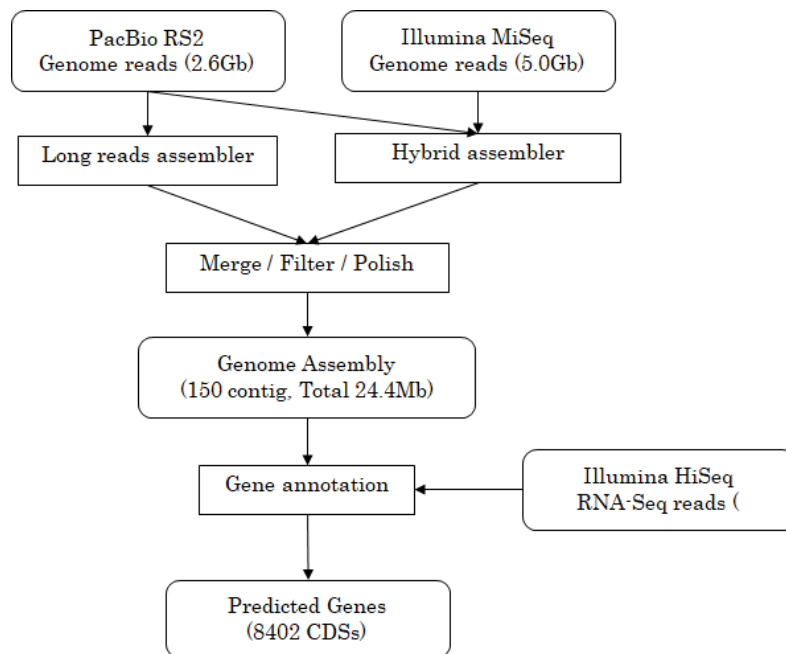 PacBio RS2
Genome reads (2.6Gb)
Illumina MiSeq
Genome reads (5.0Gb)
Long reads assembler
Hybrid assembler
Merge / Filter / Polish
Genome Assembly
(150 contig, Total 24.4Mb)
Gene annotation
Illumina HiSeq
RNA-Seq reads (
Predicted Genes
(8402 CDSs)